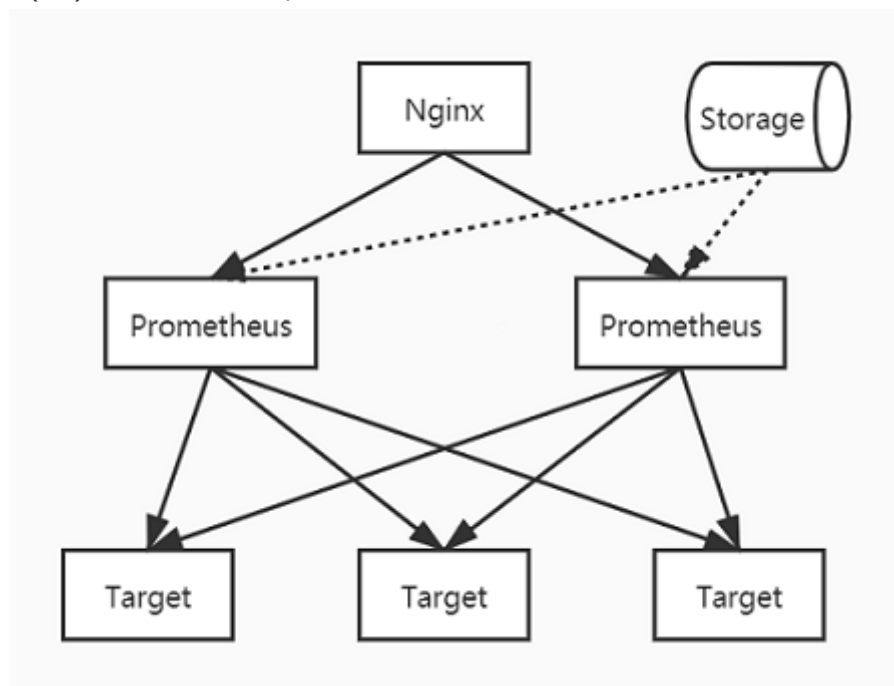 Nginx
Storage
Prometheus
Prometheus
Target
Target
Target